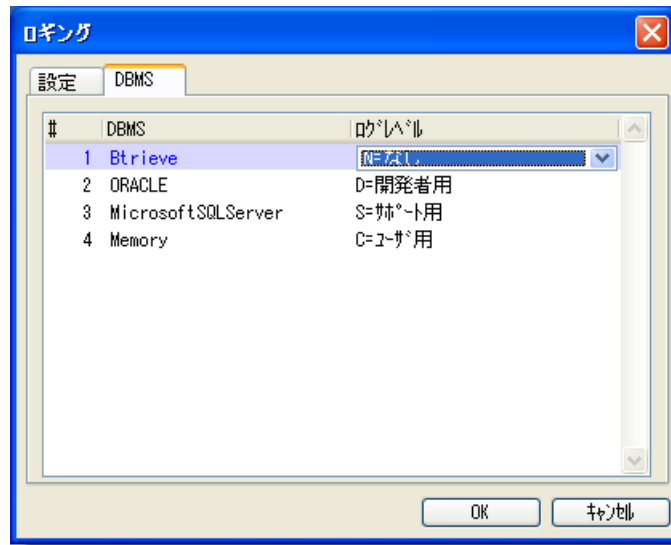 ロギング
設定 DBMS
# DBMS ﾛｸﾞﾚﾍﾞﾙ
1 Btrieve N=なし
2 ORACLE D=開発者用
3 MicrosoftSQLServer S=ｻﾎﾟｰﾄ用
4 Memory C=ﾕｰｻﾞ用
OK ｷｬﾝｾﾙ